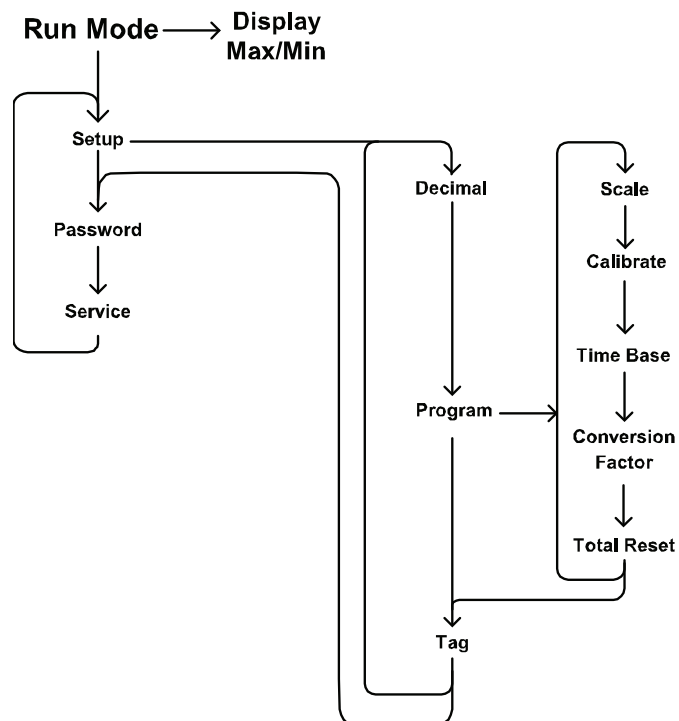 Run Mode
Display
Max/Min
Setup
Password
Service
Decimal
Program
Tag
Scale
Calibrate
Time Base
Conversion
Factor
Total Reset